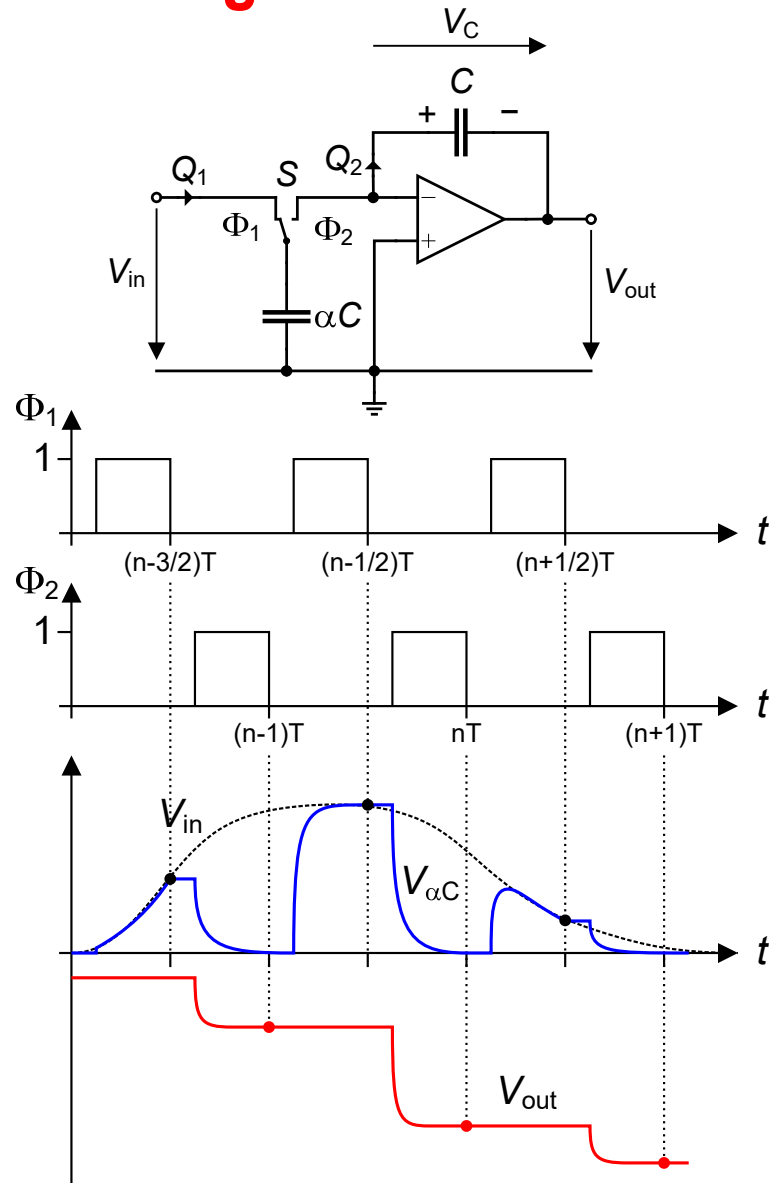 g
V_C
C
+ −
Q_1 S Q_2
−
Φ_1 Φ_2
+
V_in V_out
αC
Φ_1
1
t
(n-3/2)T (n-1/2)T (n+1/2)T
Φ_2
1
t
(n-1)T nT (n+1)T
V_in
V_αC
t
V_out